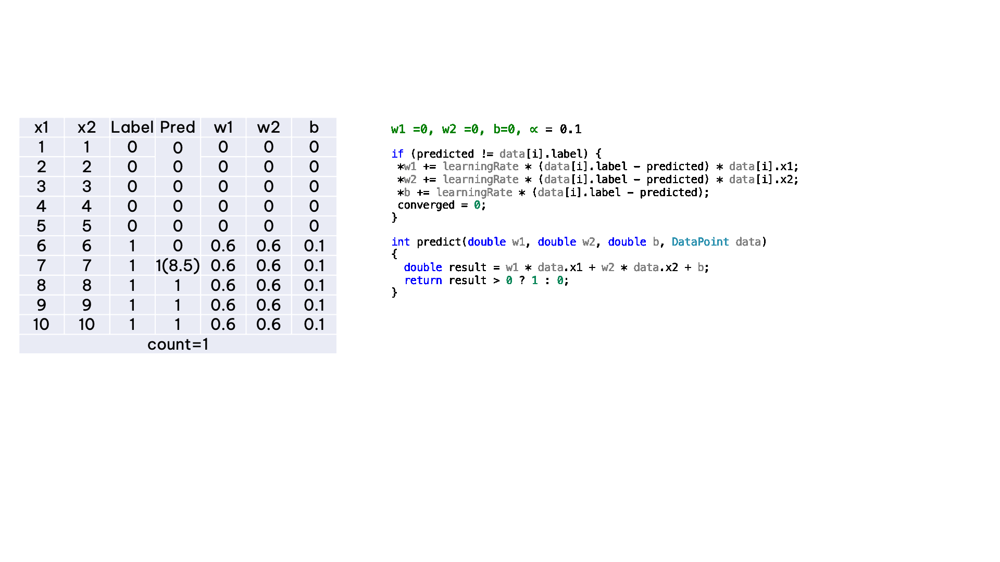 x1 x2 Label Pred w1 w2 b
1 1 0 0 0 0 0
2 2 0 0 0 0 0
3 3 0 0 0 0 0
4 4 0 0 0 0 0
5 5 0 0 0 0 0
6 6 1 0 0.6 0.6 0.1
7 7 1 1(8.5) 0.6 0.6 0.1
8 8 1 1 0.6 0.6 0.1
9 9 1 1 0.6 0.6 0.1
10 10 1 1 0.6 0.6 0.1
count=1
w1 =0, w2 =0, b=0, ∝ = 0.1
if (predicted != data[i].label) {
*w1 += learningRate * (data[i].label - predicted) * data[i].x1;
*w2 += learningRate * (data[i].label - predicted) * data[i].x2;
*b += learningRate * (data[i].label - predicted);
converged = 0;
}
int predict(double w1, double w2, double b, DataPoint data)
{
double result = w1 * data.x1 + w2 * data.x2 + b;
return result > 0 ? 1 : 0;
}